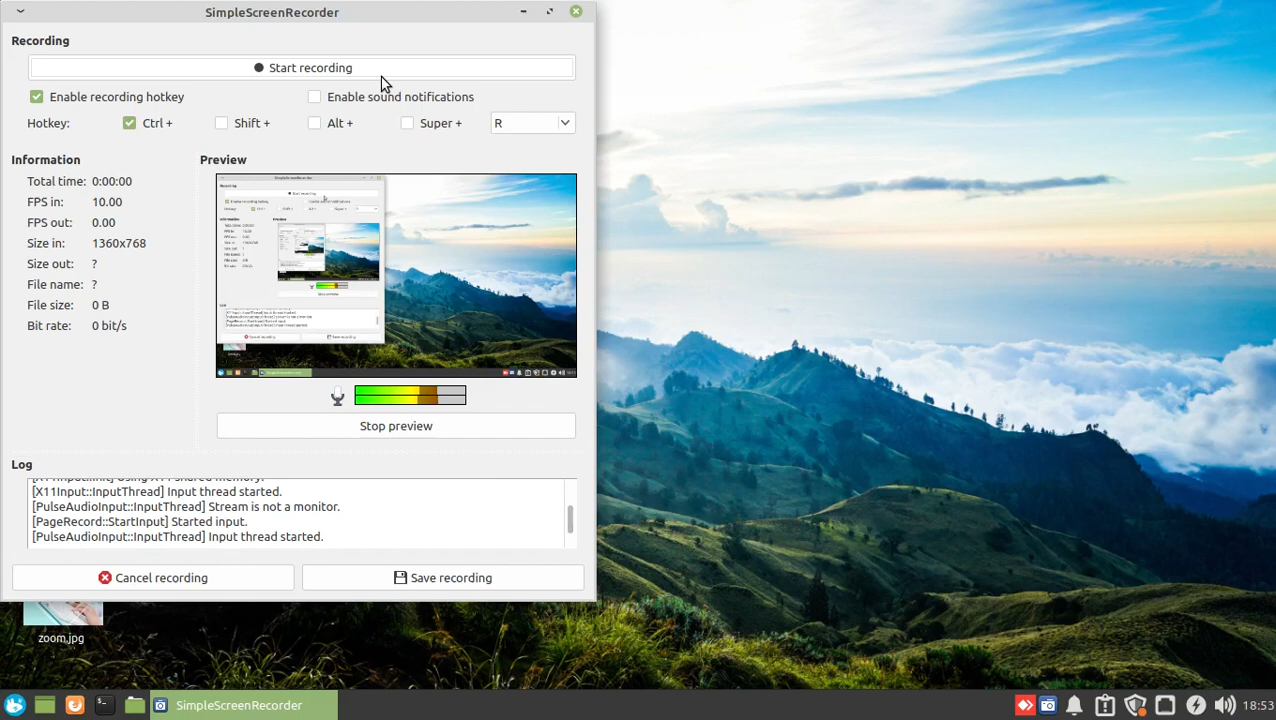 SimpleScreenRecorder
Recording
Start recording
Enable recording hotkey
Enable sound notifications
Hotkey:
Ctrl +
Shift +
Alt +
Super +
R
Information
Total time: 0:00:00
FPS in: 10.00
FPS out: 0.00
Size in: 1360x768
Size out: ?
File name: ?
File size: 0 B
Bit rate: 0 bit/s
Preview
Stop preview
Log
[X11Input::InputThread] Input thread started.
[PulseAudioInput::InputThread] Stream is not a monitor.
[PageRecord::StartInput] Started input.
[PulseAudioInput::InputThread] Input thread started.
Cancel recording
Save recording
zoom.jpg
SimpleScreenRecorder
18:53